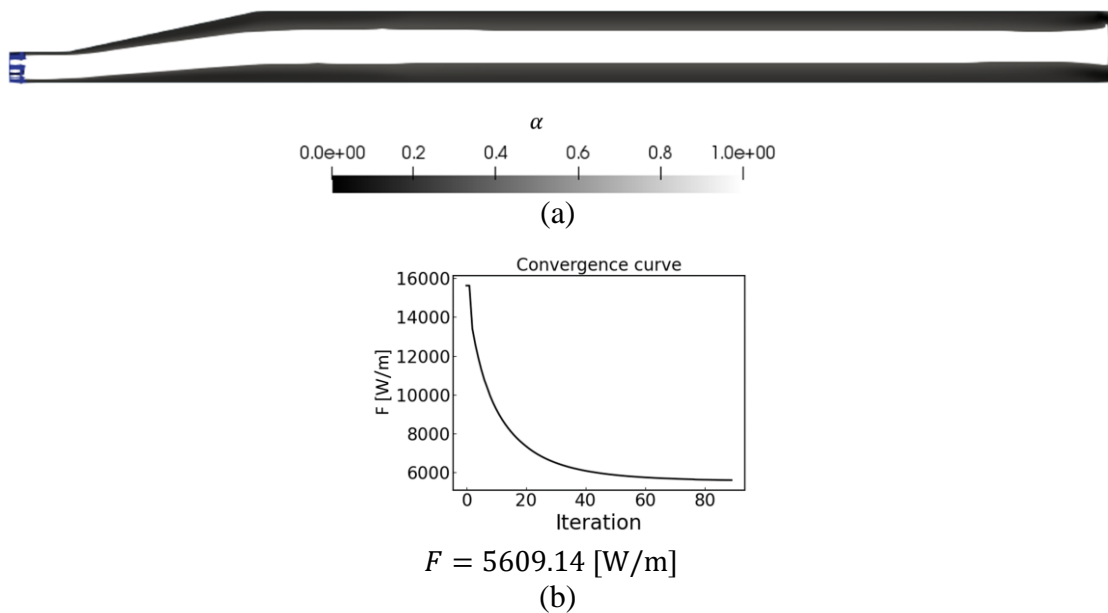 α
0.0e+00 0.2 0.4 0.6 0.8 1.0e+00
(a)
Convergence curve
16000
14000
12000
10000
8000
6000
F [W/m]
0 20 40 60 80
Iteration
F = 5609.14 [W/m]
(b)